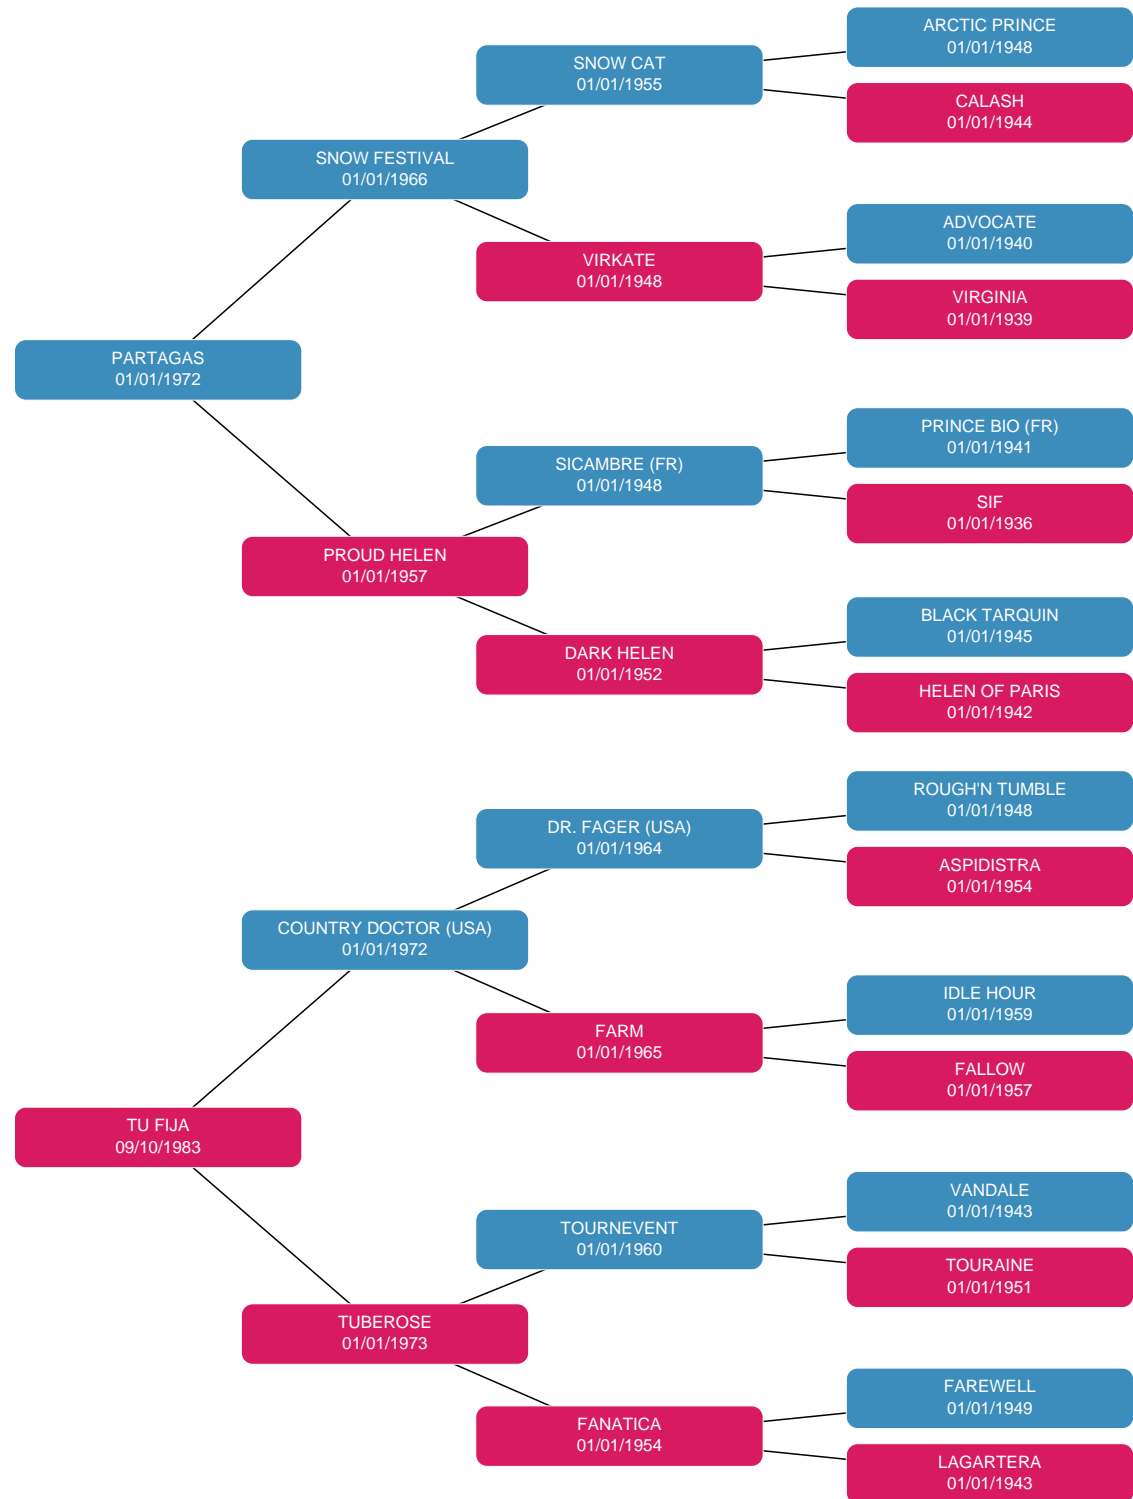 ARCTIC PRINCE
01/01/1948
SNOW CAT
01/01/1955
CALASH
01/01/1944
SNOW FESTIVAL
01/01/1966
ADVOCATE
01/01/1940
VIRKATE
01/01/1948
VIRGINIA
01/01/1939
PARTAGAS
01/01/1972
PRINCE BIO (FR)
01/01/1941
SICAMBRE (FR)
01/01/1948
SIF
01/01/1936
PROUD HELEN
01/01/1957
BLACK TARQUIN
01/01/1945
DARK HELEN
01/01/1952
HELEN OF PARIS
01/01/1942
ROUGH'N TUMBLE
01/01/1948
DR. FAGER (USA)
01/01/1964
ASPIDISTRA
01/01/1954
COUNTRY DOCTOR (USA)
01/01/1972
IDLE HOUR
01/01/1959
FARM
01/01/1965
FALLOW
01/01/1957
TU FIJA
09/10/1983
VANDALE
01/01/1943
TOURNEVENT
01/01/1960
TOURAINE
01/01/1951
TUBEROSE
01/01/1973
FAREWELL
01/01/1949
FANATICA
01/01/1954
LAGARTERA
01/01/1943